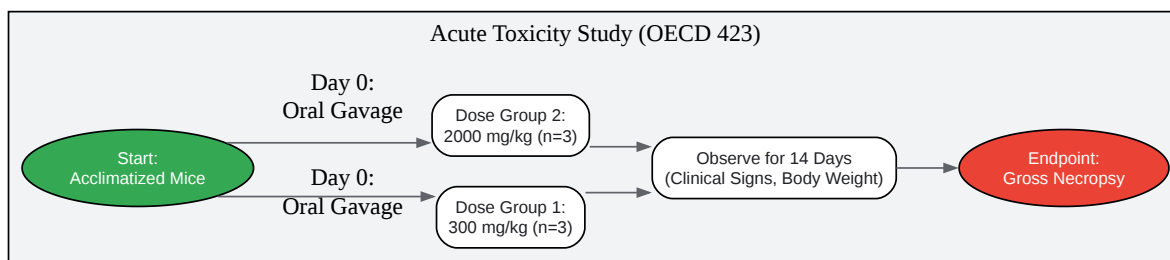 Acute Toxicity Study (OECD 423)
Day 0:
Oral Gavage
Dose Group 2:
2000 mg/kg (n=3)
Start:
Acclimatized Mice
Day 0:
Oral Gavage
Dose Group 1:
300 mg/kg (n=3)
Observe for 14 Days
(Clinical Signs, Body Weight)
Endpoint:
Gross Necropsy